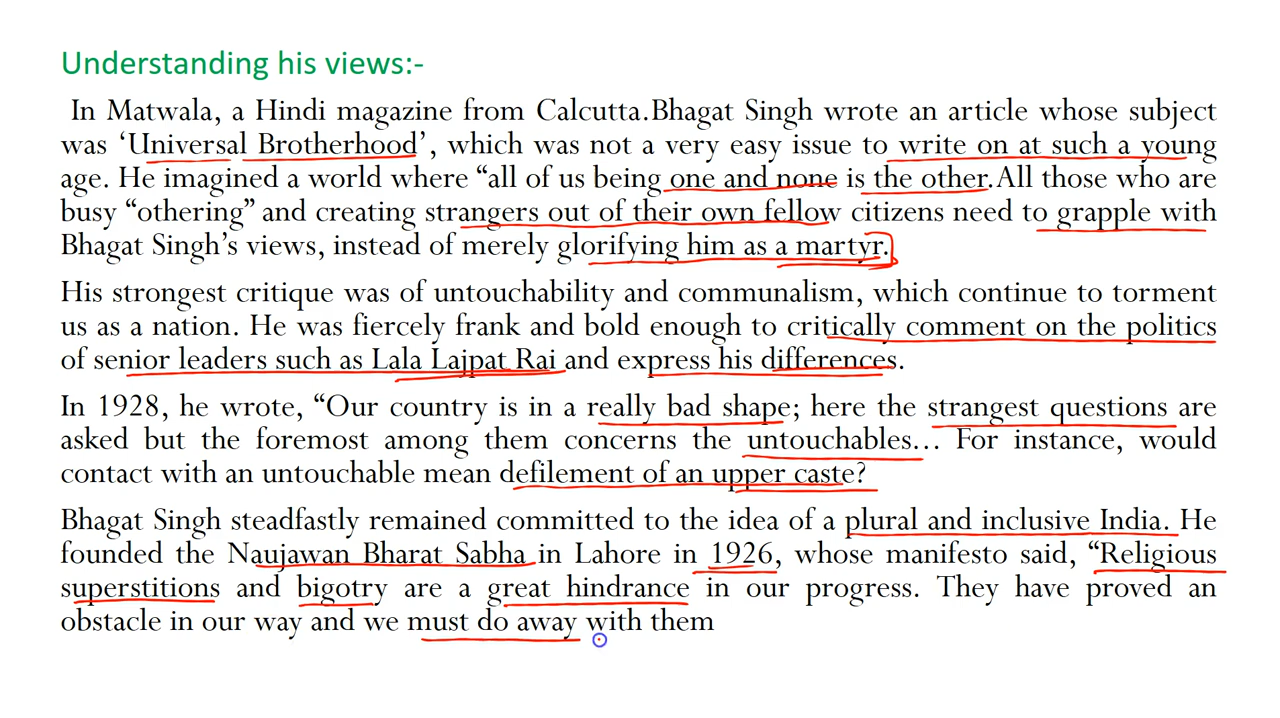 Understanding his views:-
In Matwala, a Hindi magazine from Calcutta.Bhagat Singh wrote an article whose subject
was ‘Universal Brotherhood’, which was not a very easy issue to write on at such a young
age. He imagined a world where “all of us being one and none is the other.All those who are
busy “othering” and creating strangers out of their own fellow citizens need to grapple with
Bhagat Singh’s views, instead of merely glorifying him as a martyr.
His strongest critique was of untouchability and communalism, which continue to torment
us as a nation. He was fiercely frank and bold enough to critically comment on the politics
of senior leaders such as Lala Lajpat Rai and express his differences.
In 1928, he wrote, “Our country is in a really bad shape; here the strangest questions are
asked but the foremost among them concerns the untouchables… For instance, would
contact with an untouchable mean defilement of an upper caste?
Bhagat Singh steadfastly remained committed to the idea of a plural and inclusive India. He
founded the Naujawan Bharat Sabha in Lahore in 1926, whose manifesto said, “Religious
superstitions and bigotry are a great hindrance in our progress. They have proved an
obstacle in our way and we must do away with them